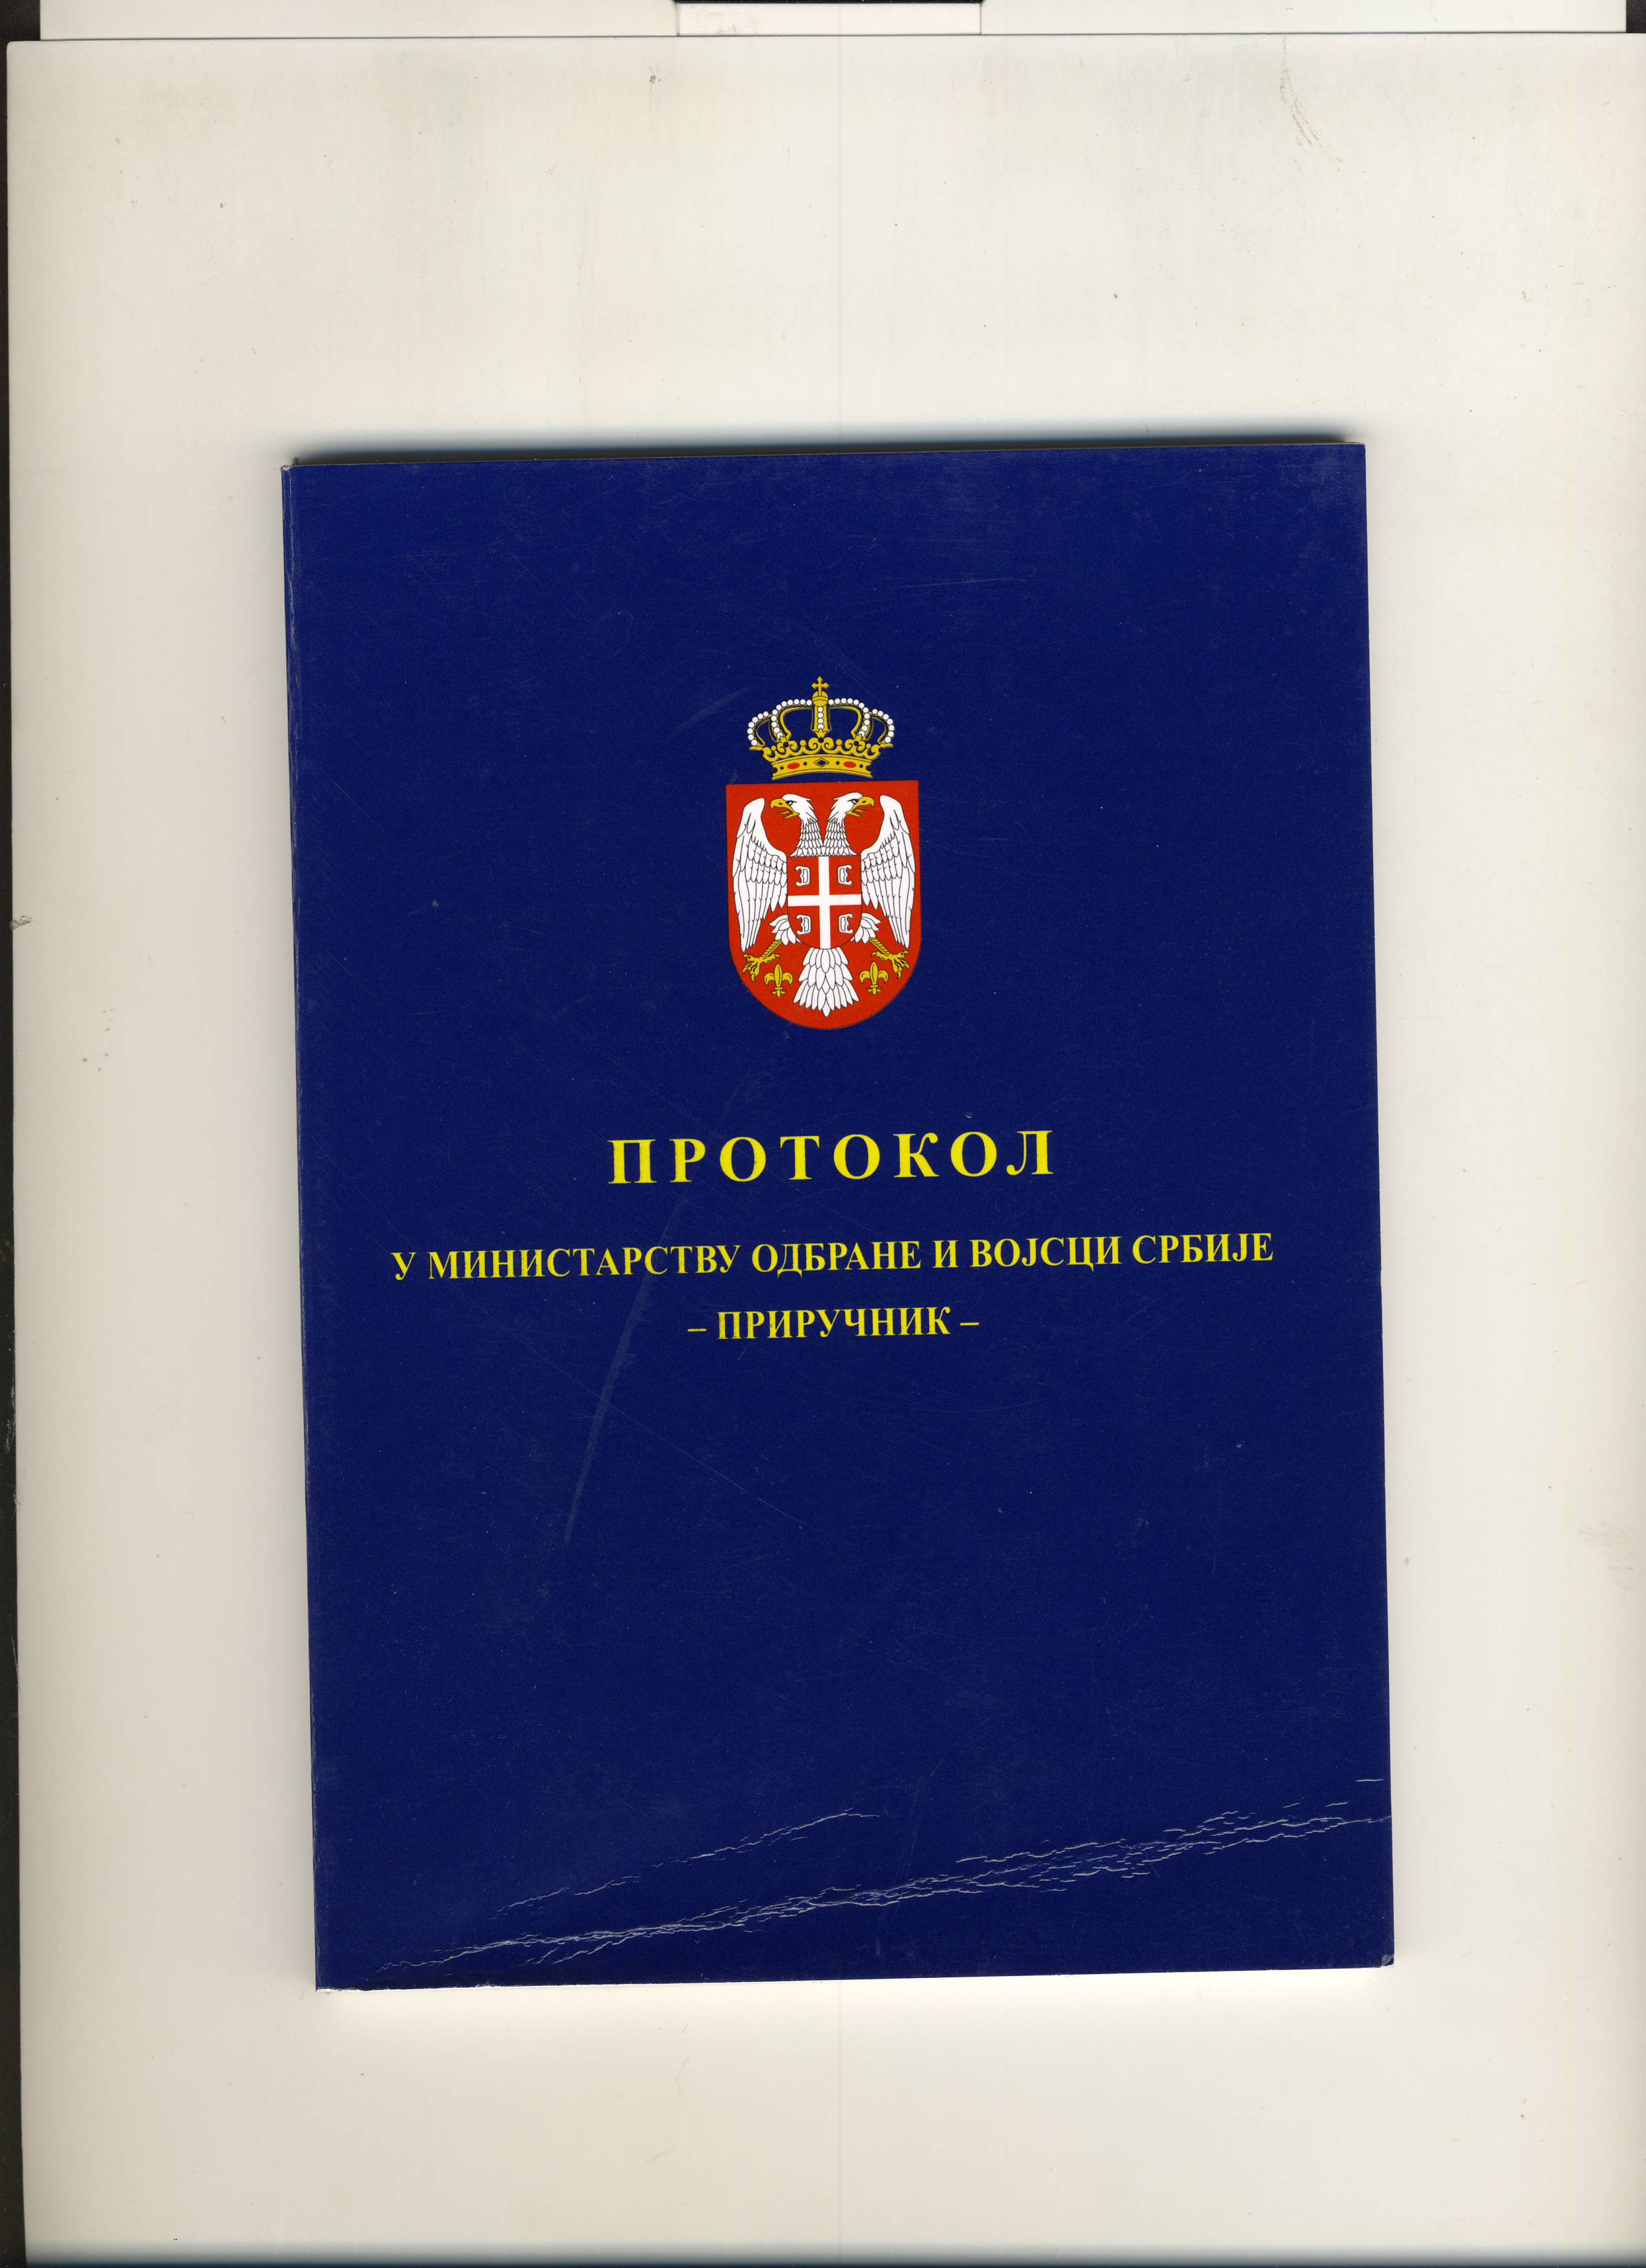 ПРОТОКОЛ
У МИНИСТАРСТВУ ОДБРАНЕ И ВОЈСЦИ СРБИЈЕ
– ПРИРУЧНИК –